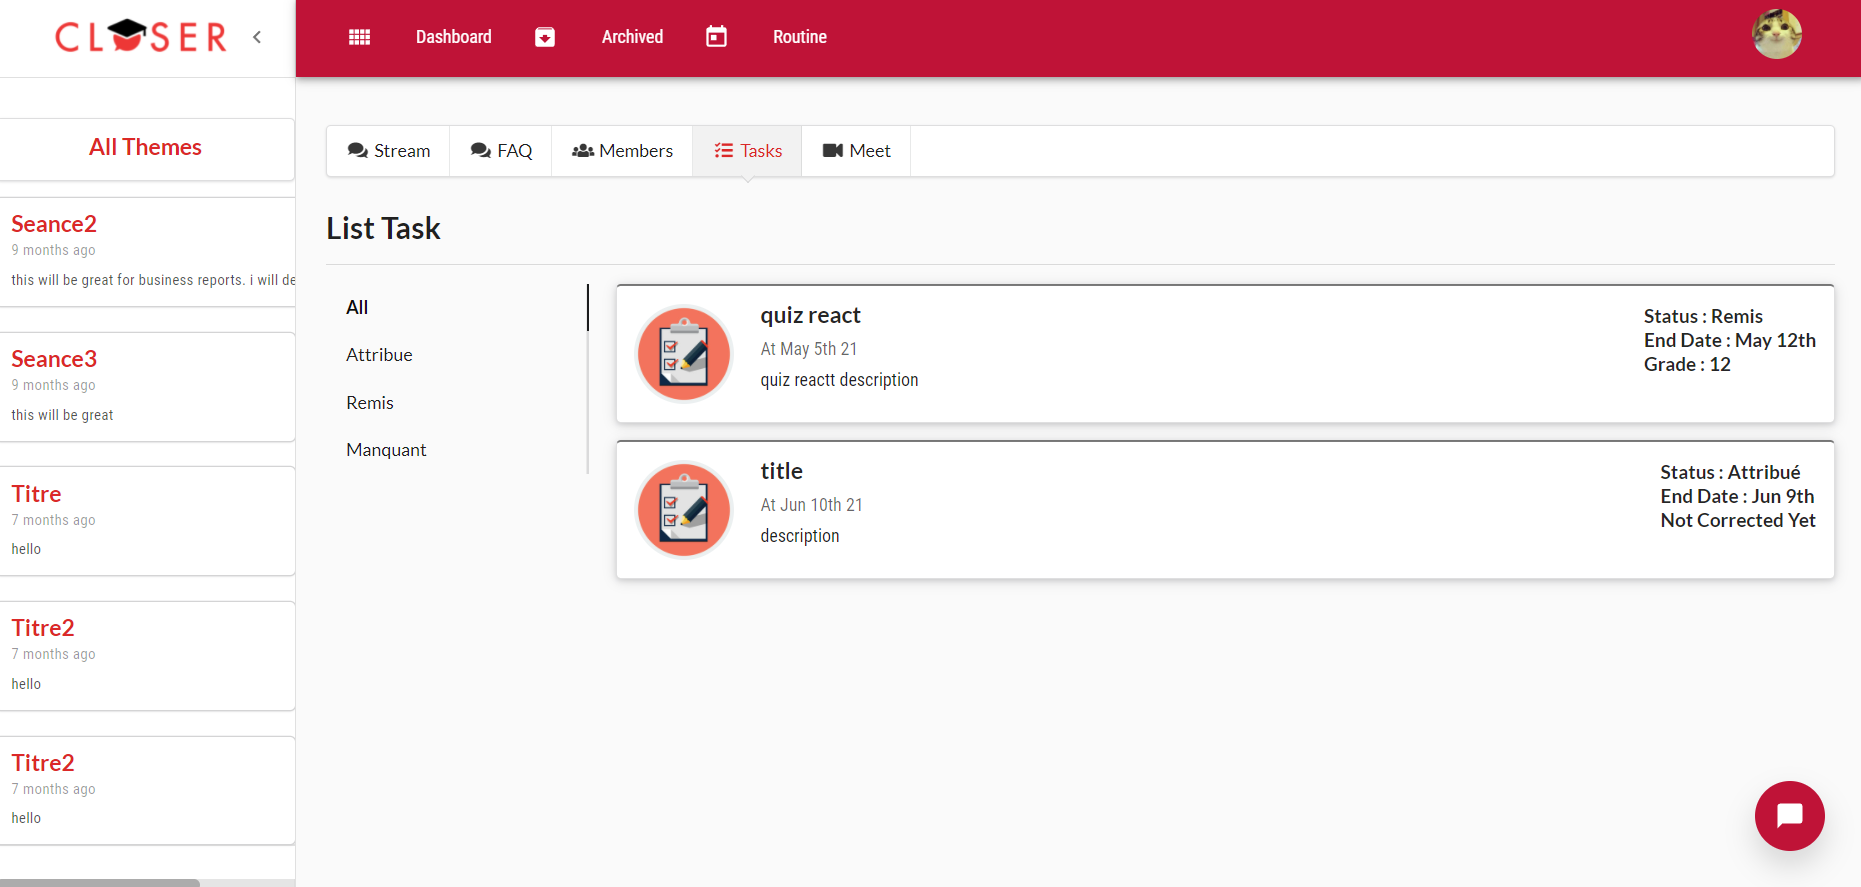 CLOSER
Dashboard
Archived
Routine
All Themes
Seance2
9 months ago
this will be great for business reports. i will de
Seance3
9 months ago
this will be great
Titre
7 months ago
hello
Titre2
7 months ago
hello
Titre2
7 months ago
hello
Stream
FAQ
Members
Tasks
Meet
List Task
All
Attribue
Remis
Manquant
quiz react
At May 5th 21
quiz reactt description
Status : Remis
End Date : May 12th
Grade : 12
title
At Jun 10th 21
description
Status : Attribué
End Date : Jun 9th
Not Corrected Yet